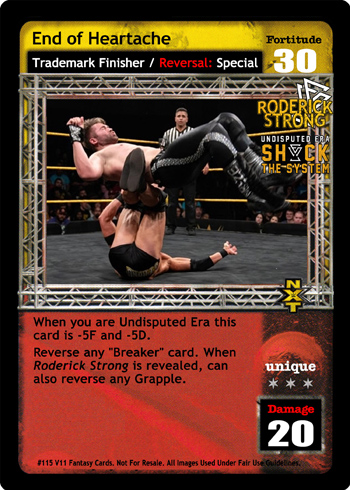 End of Heartache
Fortitude
30
Trademark Finisher / Reversal: Special
RODERICK
STRONG
UNDISPUTED ERA
SHOCK
THE SYSTEM
NXT
When you are Undisputed Era this
card is -5F and -5D.
Reverse any "Breaker" card. When
Roderick Strong is revealed, can
also reverse any Grapple.
unique
Damage
20
#115 V11 Fantasy Cards. Not For Resale. All Images Used Under Fair Use Guidelines.